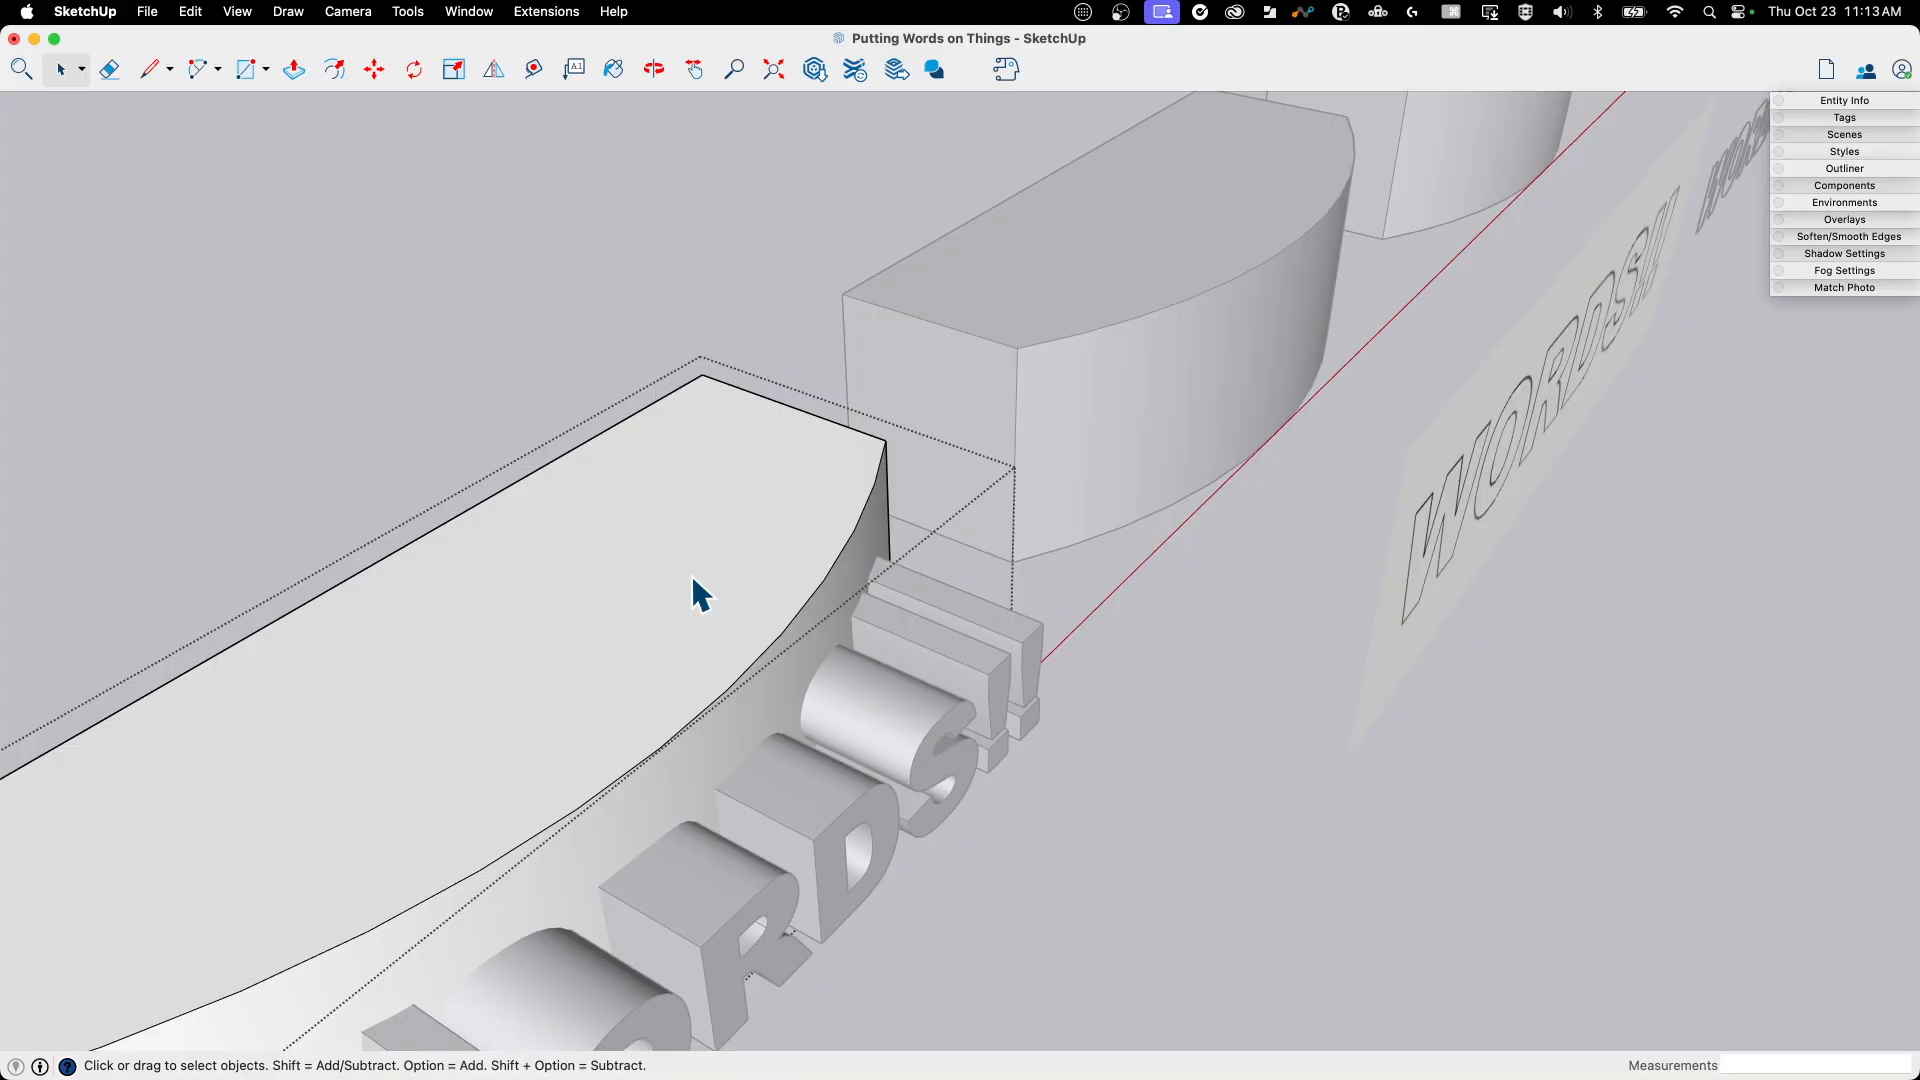 SketchUp File Edit View Draw Camera Tools Window Extensions Help
Thu Oct 23 11:13 AM
Putting Words on Things - SketchUp
A1
Entity Info
Tags
Scenes
Styles
Outliner
Components
Environments
Overlays
Soften/Smooth Edges
Shadow Settings
Fog Settings
Match Photo
WORDS!!
ORDS!!
Click or drag to select objects. Shift = Add/Subtract. Option = Add. Shift + Option = Subtract.
Measurements